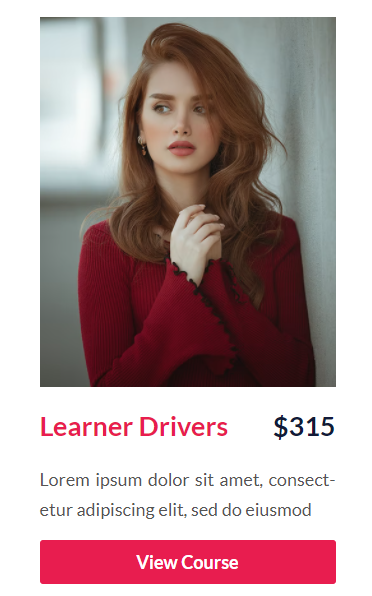 Learner Drivers $315
Lorem ipsum dolor sit amet, consect-
etur adipiscing elit, sed do eiusmod
View Course